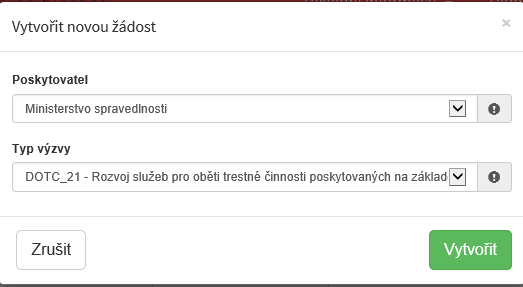 Vytvořit novou žádost
×
Poskytovatel
Ministerstvo spravedlnosti
Typ výzvy
DOTC_21 - Rozvoj služeb pro oběti trestné činnosti poskytovaných na základ
Zrušit
Vytvořit